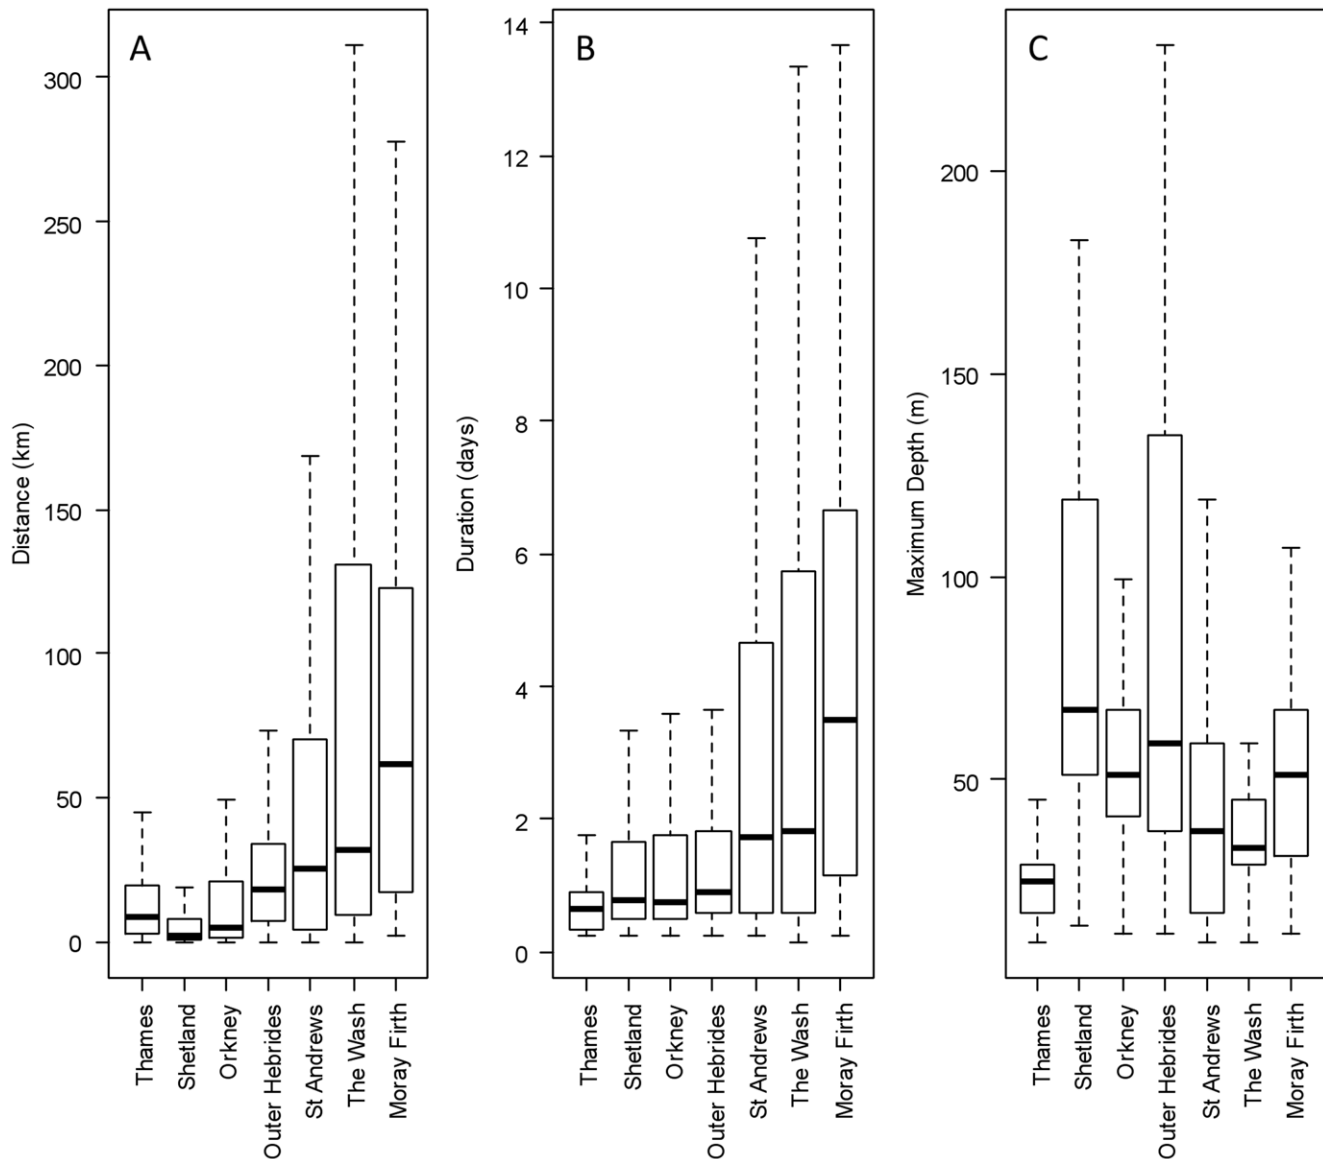 A
Distance (km)
300
250
200
150
100
50
0
Thames
Shetland
Orkney
Outer Hebrides
St Andrews
The Wash
Moray Firth
B
Duration (days)
14
12
10
8
6
4
2
0
Thames
Shetland
Orkney
Outer Hebrides
St Andrews
The Wash
Moray Firth
C
Maximum Depth (m)
200
150
100
50
Thames
Shetland
Orkney
Outer Hebrides
St Andrews
The Wash
Moray Firth